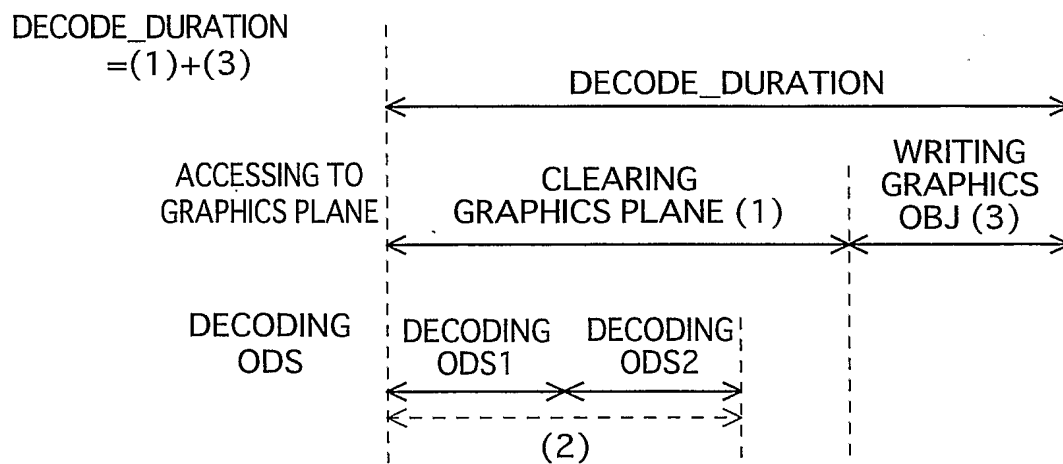 DECODE_DURATION
=(1)+(3)
DECODE_DURATION
ACCESSING TO
GRAPHICS PLANE
CLEARING
GRAPHICS PLANE (1)
WRITING
GRAPHICS
OBJ (3)
DECODING
ODS
DECODING
ODS1
DECODING
ODS2
(2)